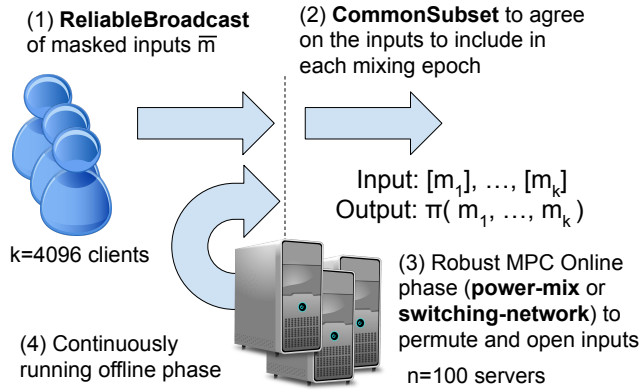 (1) ReliableBroadcast
of masked inputs m̅
(2) CommonSubset to agree
on the inputs to include in
each mixing epoch
Input: [m₁], …, [mₖ]
Output: π( m₁, …, mₖ )
k=4096 clients
(3) Robust MPC Online
phase (power-mix or
switching-network) to
permute and open inputs
(4) Continuously
running offline phase
n=100 servers